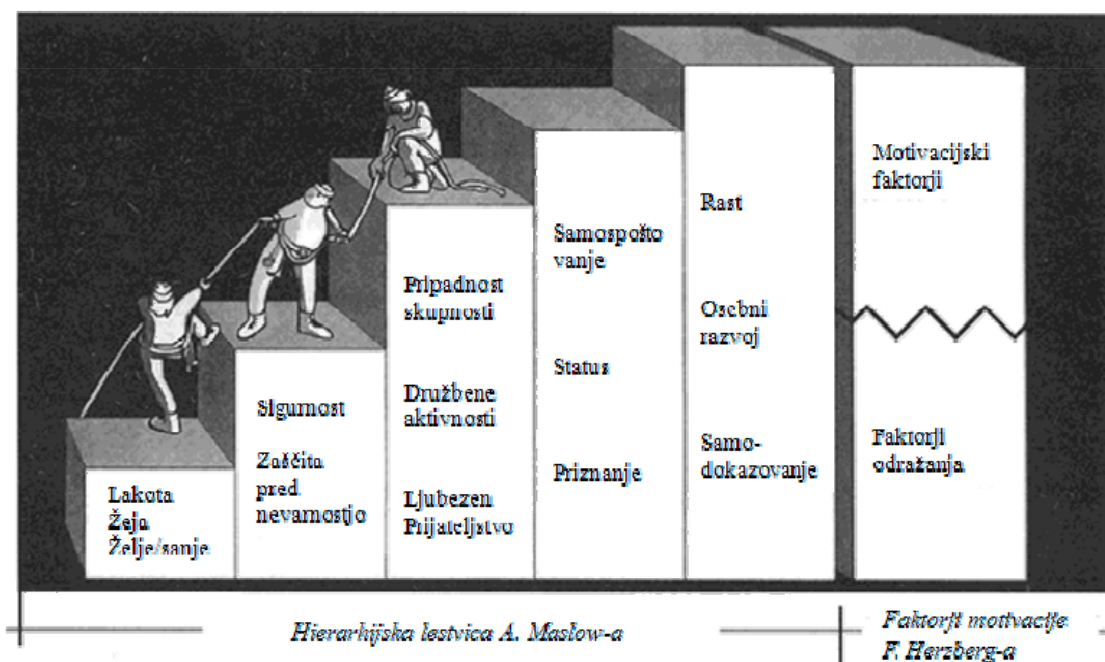 Lakota
Žeja
Želje/sanje
Sigurnost
Zaščita
pred
nevarnostjo
Pripadnost
skupnosti
Družbene
aktivnosti
Ljubezen
Prijateljstvo
Samospošto
vanje
Status
Priznanje
Rast
Osebni
razvoj
Samo-
dokazovanje
Motivacijski
faktorji
Faktorji
odražanja
Hierarhijska lestvica A. Maslow-a
Faktorji motivacije
F. Herzberg-a